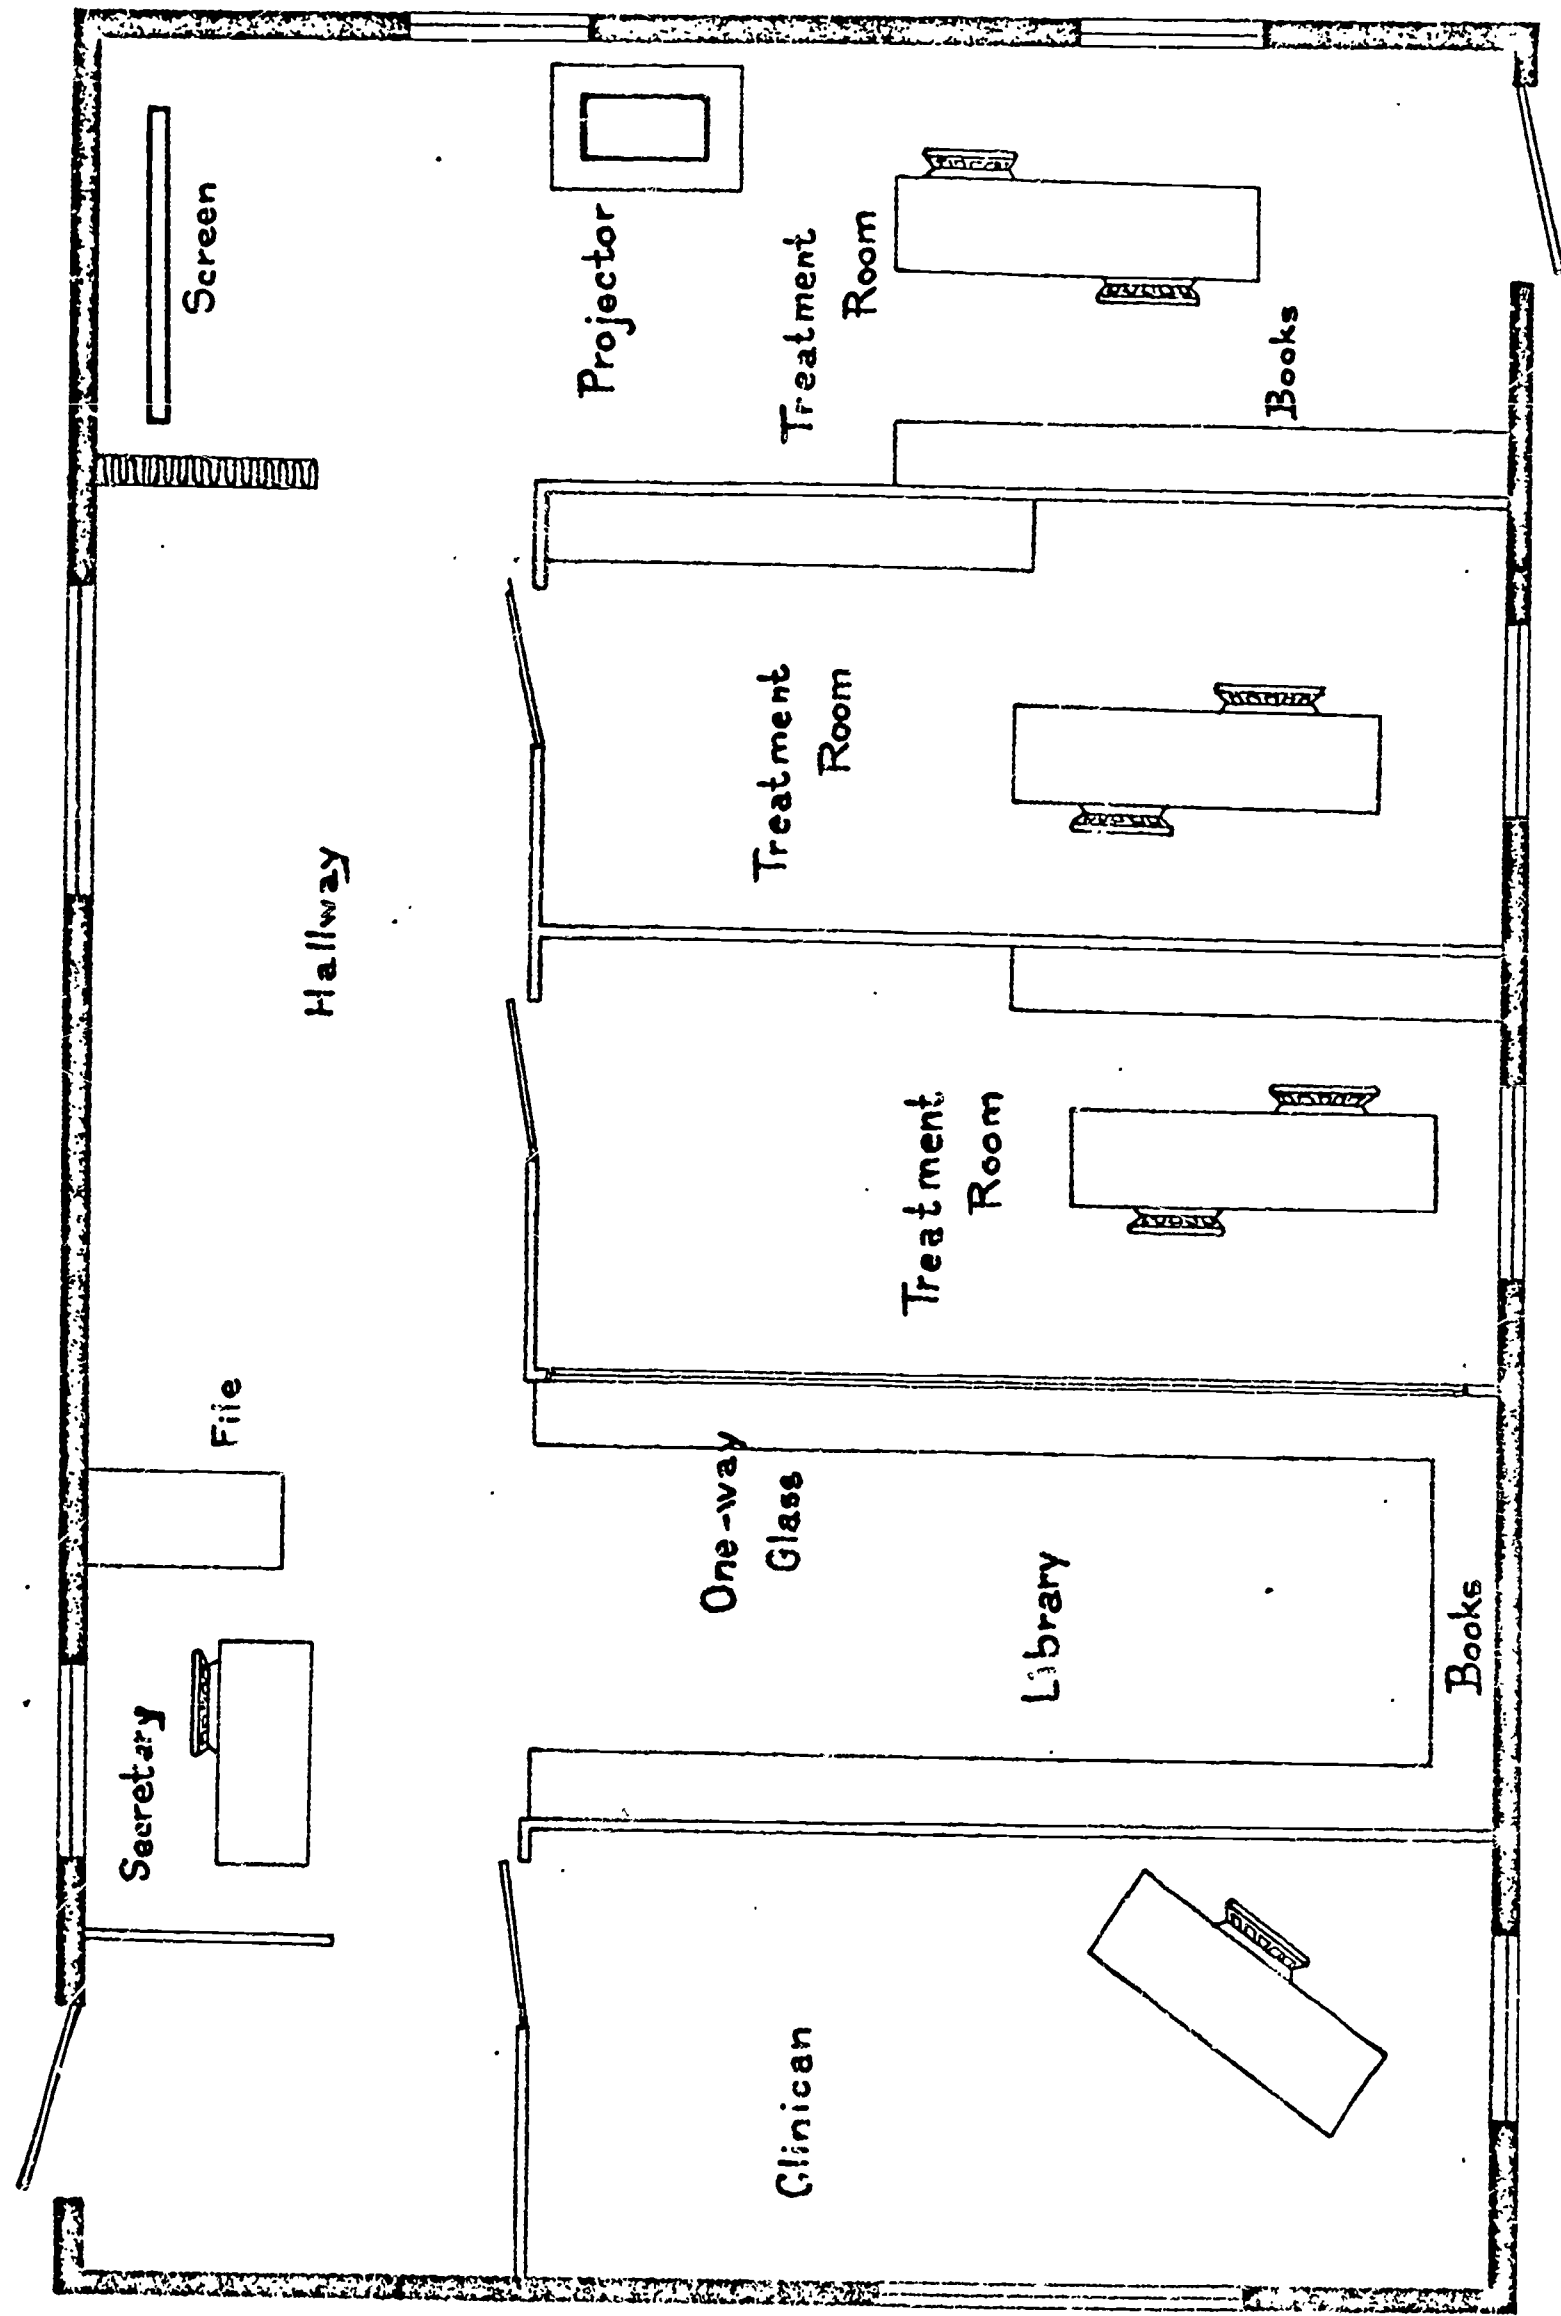 Screen
Projector
Treatment
Room
Books
Hallway
Treatment
Room
Treatment
Room
File
One-way
Glass
Library
Books
Secretary
Clinican